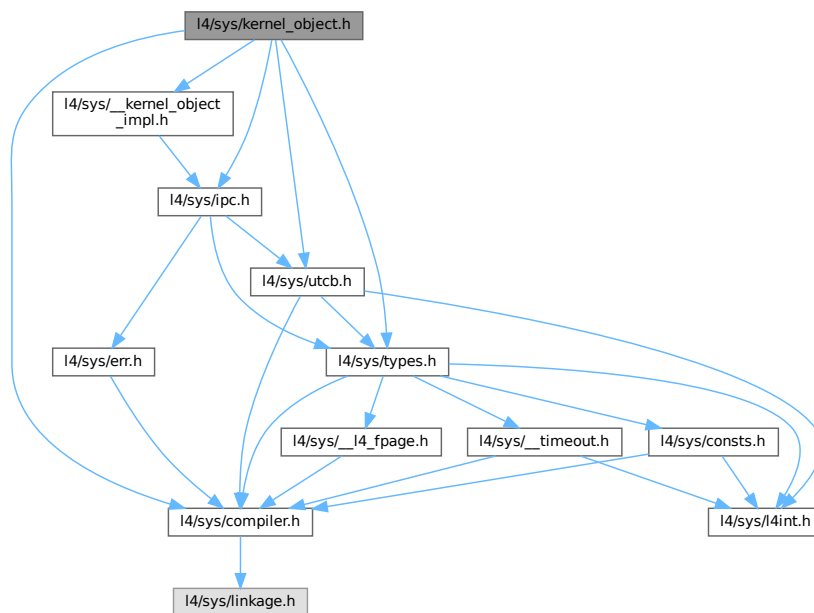 l4/sys/kernel_object.h
l4/sys/__kernel_object
_impl.h
l4/sys/ipc.h
l4/sys/utcb.h
l4/sys/err.h
l4/sys/types.h
l4/sys/__l4_fpage.h
l4/sys/__timeout.h
l4/sys/consts.h
l4/sys/compiler.h
l4/sys/l4int.h
l4/sys/linkage.h